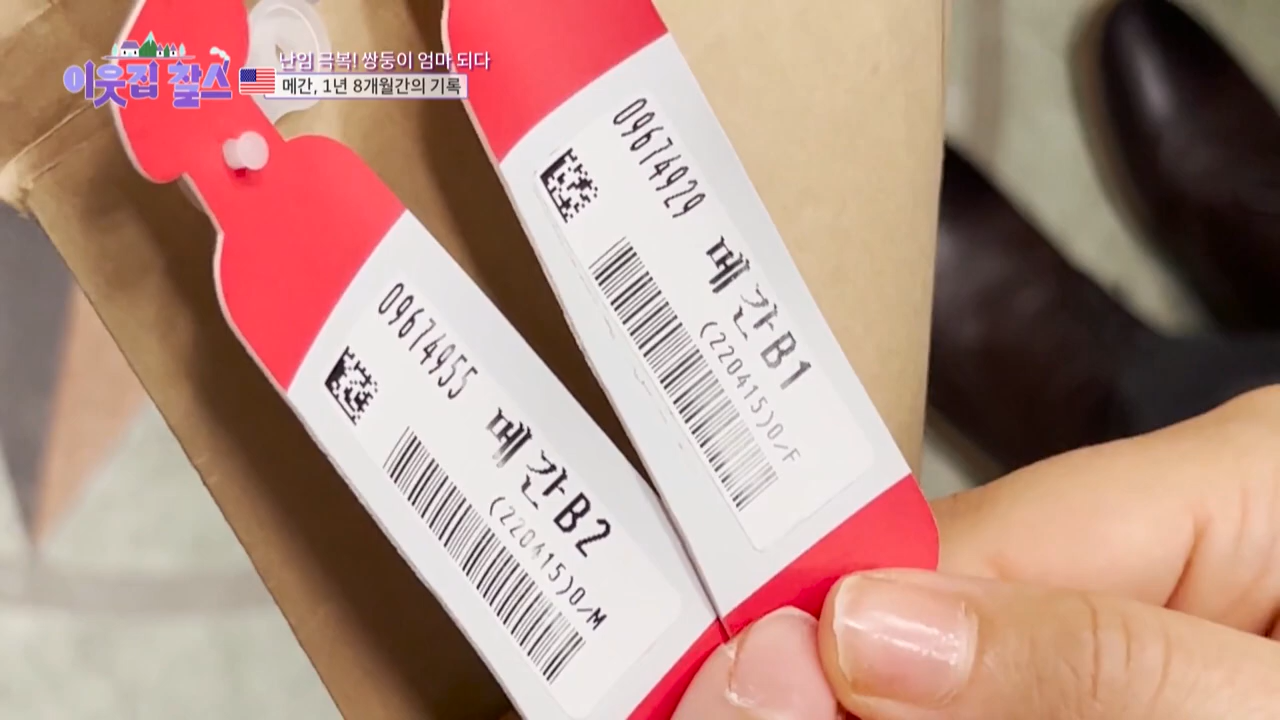 이웃집 찰스
난임 극복! 쌍둥이 엄마 되다
메간, 1년 8개월간의 기록
09674929
메간B1
(220415)0/F
09674955
메간B2
(220415)0/M